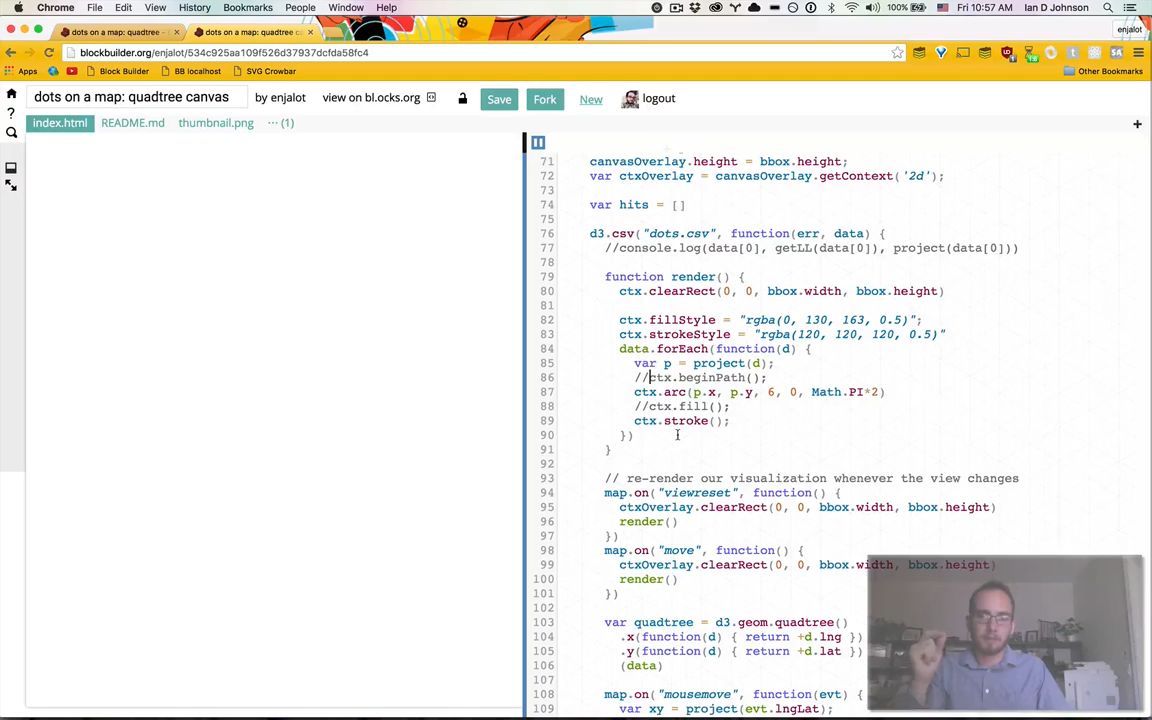 Chrome File Edit View History Bookmarks People Window Help 100% Fri 10:57 AM Ian D Johnson
dots on a map: quadtree - dots on a map: quadtree ca enjalot
blockbuilder.org/enjalot/534c925aa109f526d37937dcfda58fc4
Apps Block Builder BB localhost SVG Crowbar Other Bookmarks
dots on a map: quadtree canvas by enjalot view on bl.ocks.org Save Fork New logout
index.html README.md thumbnail.png ... (1) +
71 canvasOverlay.height = bbox.height;
72 var ctxOverlay = canvasOverlay.getContext('2d');
73
74 var hits = []
75
76 d3.csv("dots.csv", function(err, data) {
77 //console.log(data[0], getLL(data[0]), project(data[0]))
78
79 function render() {
80 ctx.clearRect(0, 0, bbox.width, bbox.height)
81
82 ctx.fillStyle = "rgba(0, 130, 163, 0.5)";
83 ctx.strokeStyle = "rgba(120, 120, 120, 0.5)"
84 data.forEach(function(d) {
85 var p = project(d);
86 //ctx.beginPath();
87 ctx.arc(p.x, p.y, 6, 0, Math.PI*2)
88 //ctx.fill();
89 ctx.stroke();
90 })
91 }
92
93 // re-render our visualization whenever the view changes
94 map.on("viewreset", function() {
95 ctxOverlay.clearRect(0, 0, bbox.width, bbox.height)
96 render()
97 })
98 map.on("move", function() {
99 ctxOverlay.clearRect(0, 0, bbox.width, bbox.height)
100 render()
101 })
102
103 var quadtree = d3.geom.quadtree()
104 .x(function(d) { return +d.lng })
105 .y(function(d) { return +d.lat })
106 (data)
107
108 map.on("mousemove", function(evt) {
109 var xy = project(evt.lngLat);